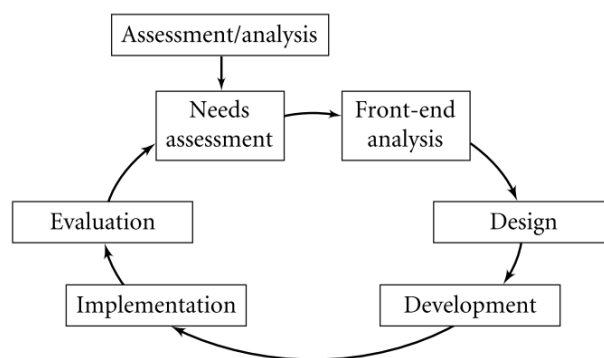 Assessment/analysis
Needs
assessment
Front-end
analysis
Evaluation
Design
Implementation
Development